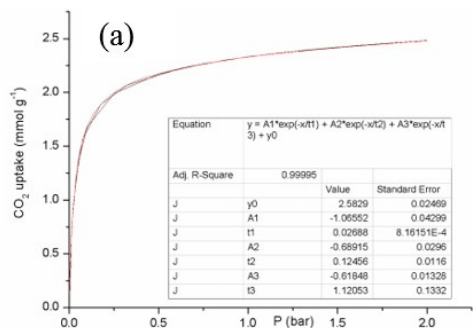 (a)
3.0
2.5
2.0
1.5
1.0
0.5
0.0
CO2 uptake (mmol g-1)
Equation y = A1*exp(-x/t1) + A2*exp(-x/t2) + A3*exp(-x/t
3) + y0
Adj. R-Square 0.99995
Value Standard Error
J y0 2.5829 0.02469
J A1 -1.06552 0.04299
J t1 0.02688 8.16151E-4
J A2 -0.68915 0.0296
J t2 0.12456 0.0116
J A3 -0.61848 0.01328
J t3 1.12053 0.1332
0.0 0.5 1.0 1.5 2.0
P (bar)